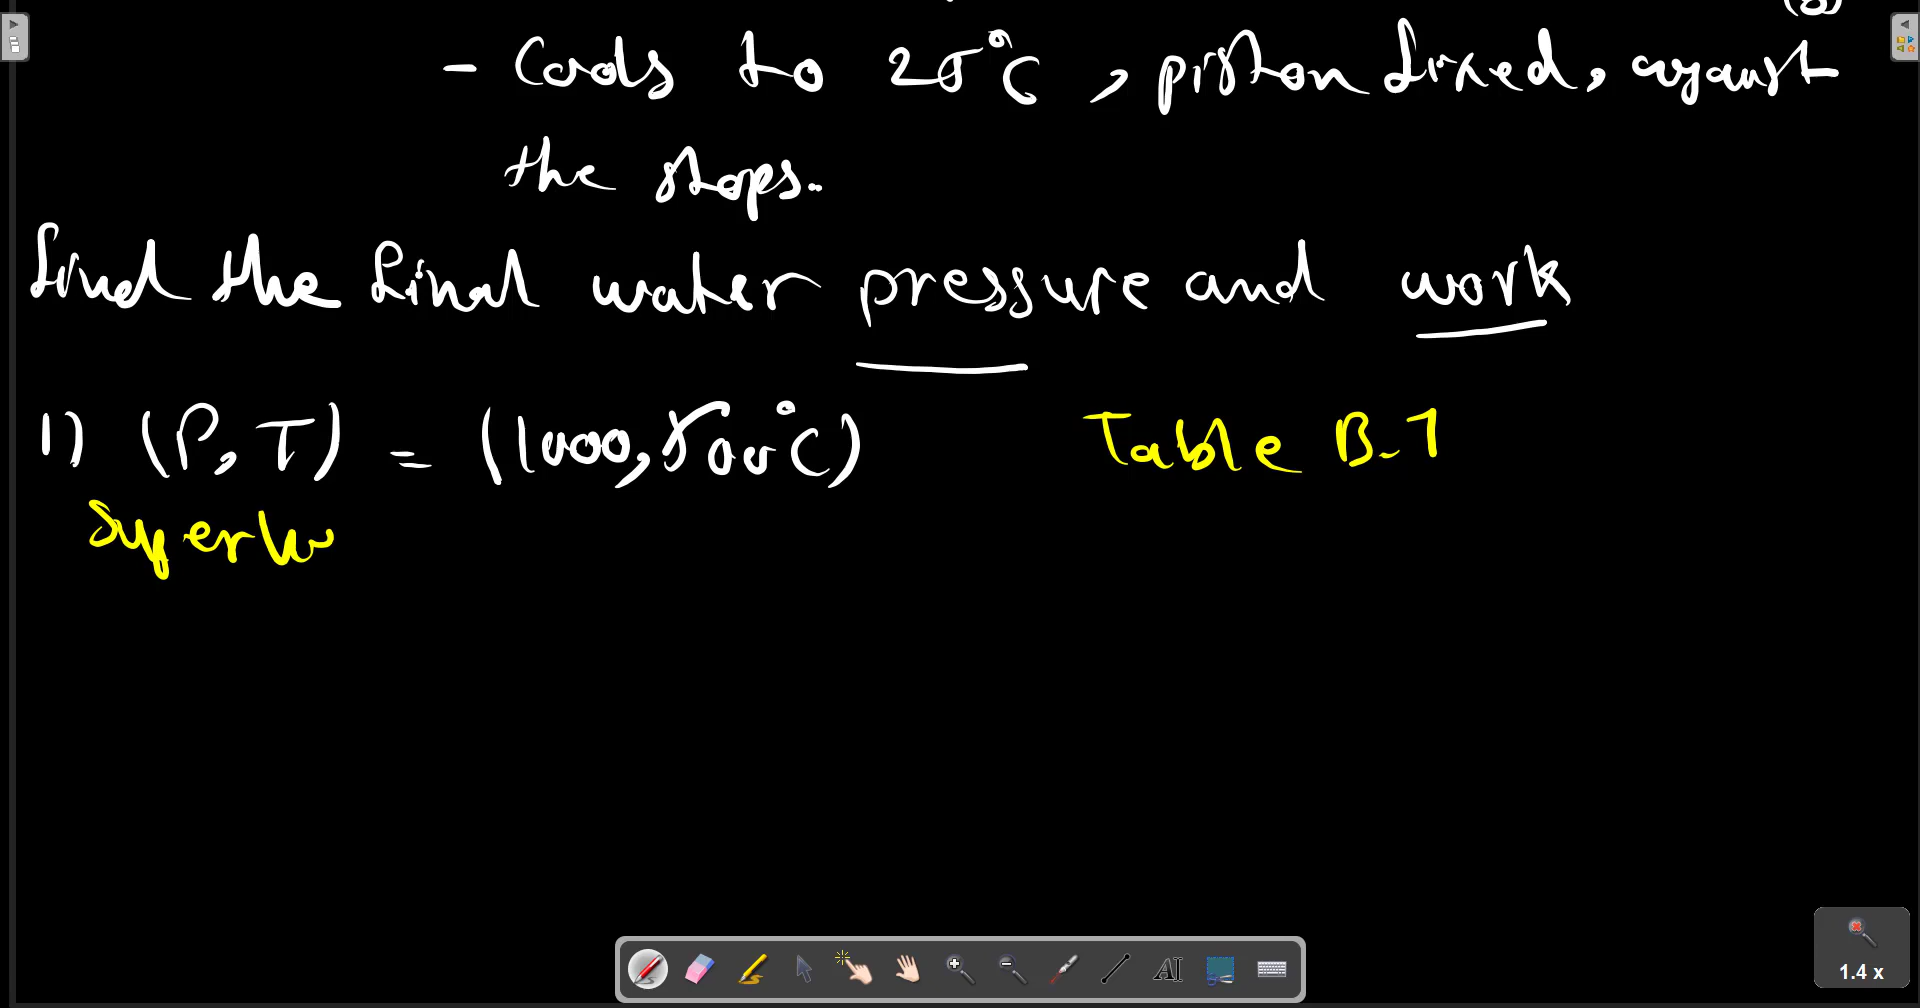 - Cools to 25°C, piston fixed, against
the stops.
find the final water pressure and work
1) (P, T) = (1000, 500°C) Table B.1
Superh
1.4 x